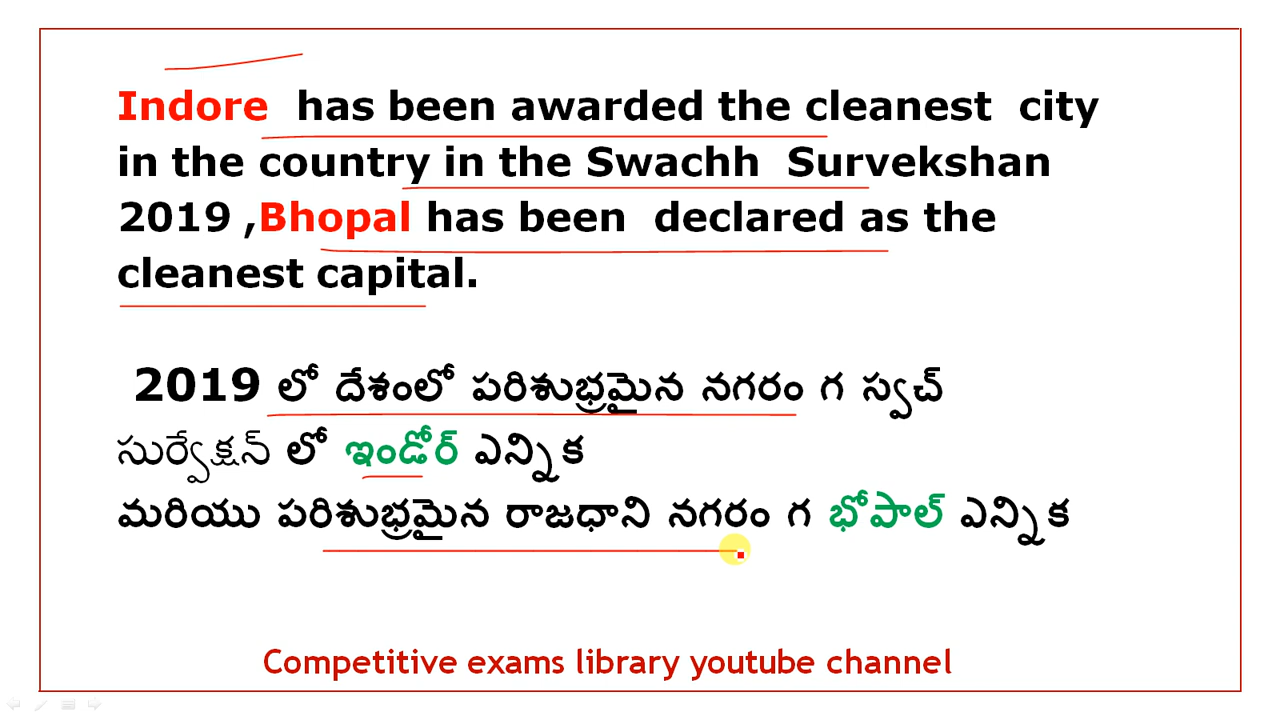 Indore has been awarded the cleanest city
in the country in the Swachh Survekshan
2019 ,Bhopal has been declared as the
cleanest capital.
2019 లో దేశంలో పరిశుభ్రమైన నగరం గ స్వచ్
సుర్వేక్షన్ లో ఇండోర్ ఎన్నిక
మరియు పరిశుభ్రమైన రాజధాని నగరం గ భోపాల్ ఎన్నిక
Competitive exams library youtube channel